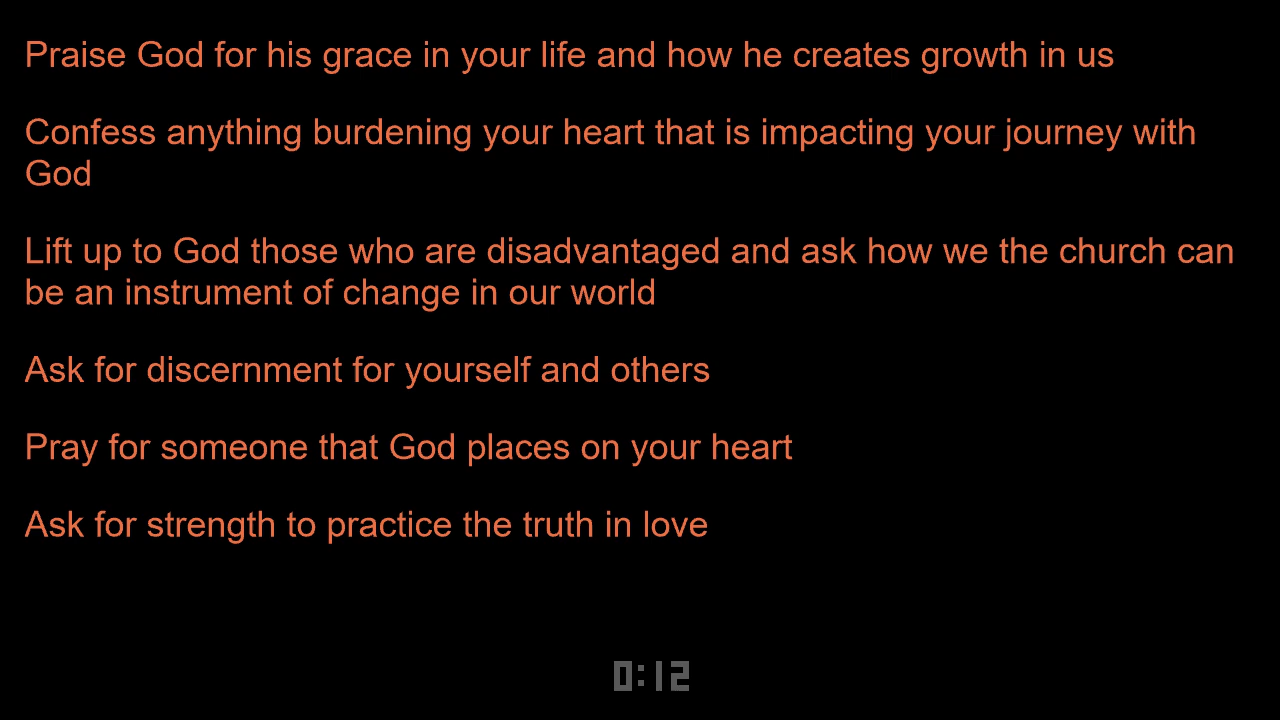 Praise God for his grace in your life and how he creates growth in us
Confess anything burdening your heart that is impacting your journey with
God
Lift up to God those who are disadvantaged and ask how we the church can
be an instrument of change in our world
Ask for discernment for yourself and others
Pray for someone that God places on your heart
Ask for strength to practice the truth in love
0:12